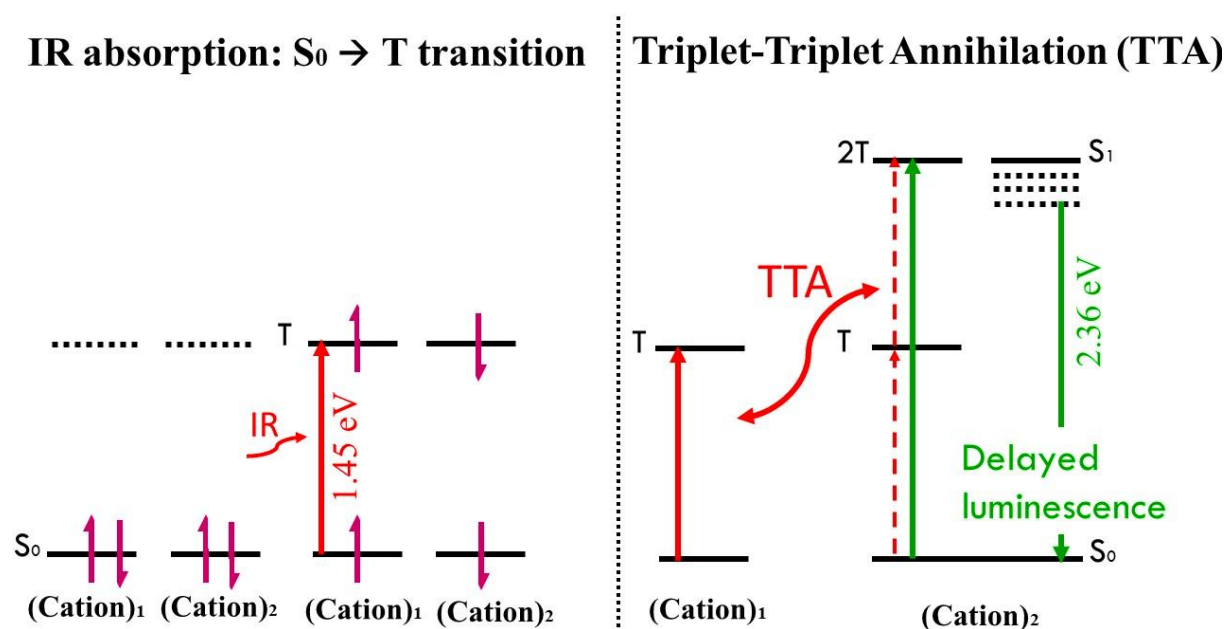 IR absorption: S₀ → T transition
T
IR
1.45 eV
S₀
(Cation)₁ (Cation)₂ (Cation)₁ (Cation)₂
Triplet-Triplet Annihilation (TTA)
2T S₁
TTA
2.36 eV
T T
Delayed
luminescence
S₀
(Cation)₁ (Cation)₂